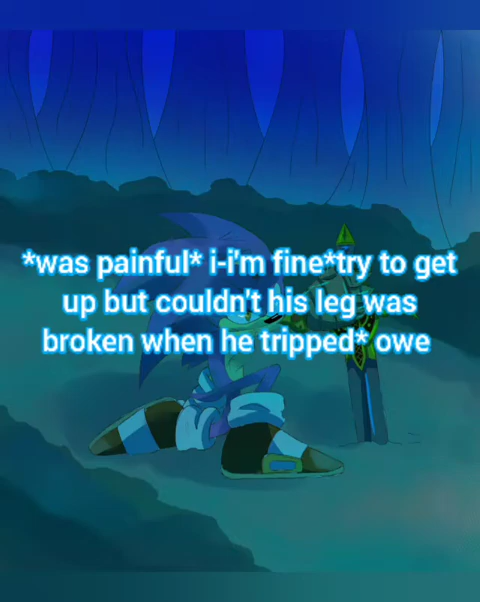 *was painful* i-i'm fine*try to get
up but couldn't his leg was
broken when he tripped* owe